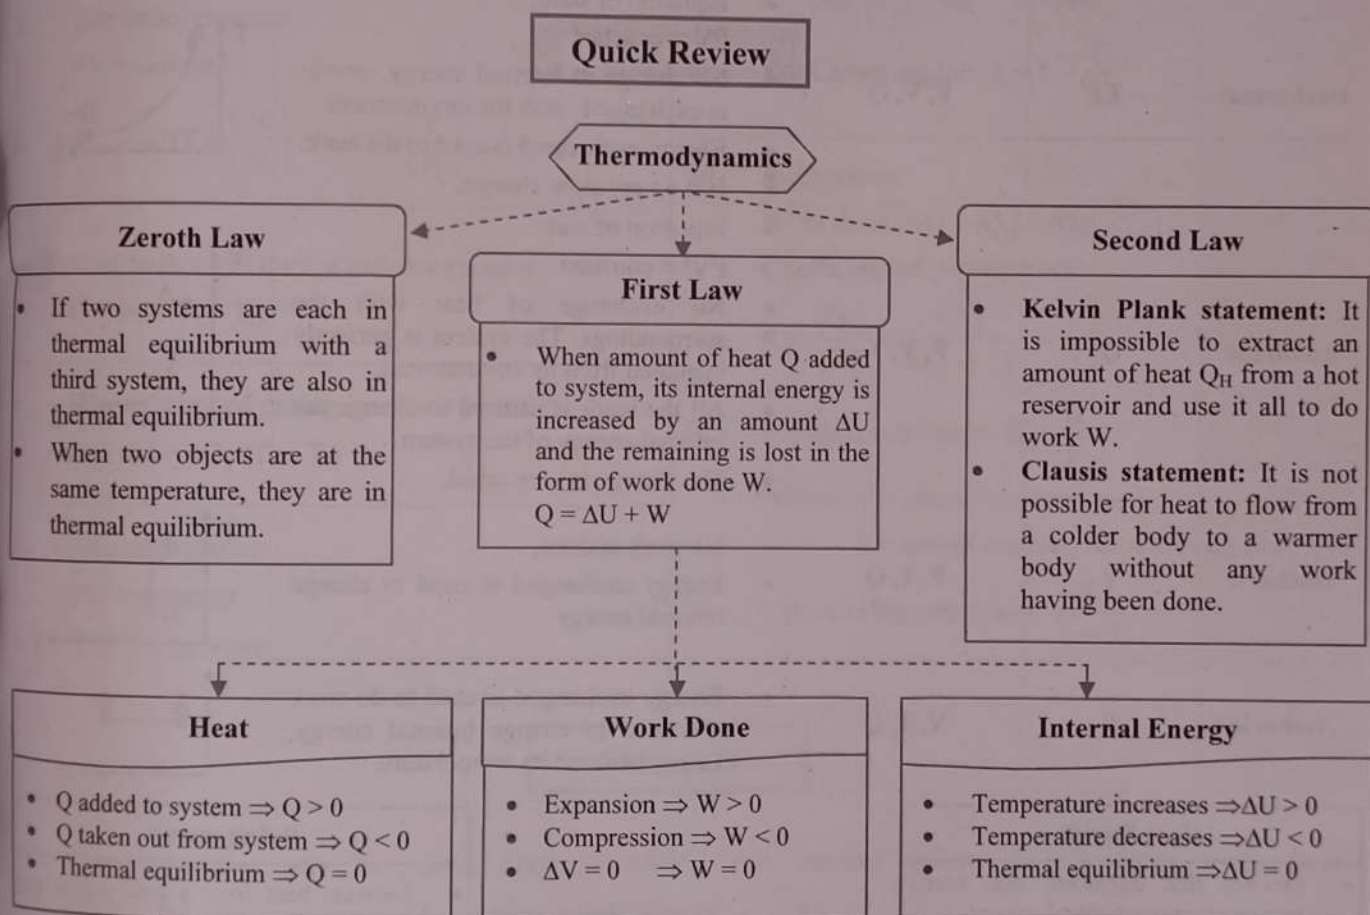 Quick Review
Thermodynamics
Zeroth Law
• If two systems are each in
thermal equilibrium with a
third system, they are also in
thermal equilibrium.
• When two objects are at the
same temperature, they are in
thermal equilibrium.
First Law
• When amount of heat Q added
to system, its internal energy is
increased by an amount ΔU
and the remaining is lost in the
form of work done W.
Q = ΔU + W
Second Law
• Kelvin Plank statement: It
is impossible to extract an
amount of heat Q_H from a hot
reservoir and use it all to do
work W.
• Clausis statement: It is not
possible for heat to flow from
a colder body to a warmer
body without any work
having been done.
Heat
• Q added to system ⇒ Q > 0
• Q taken out from system ⇒ Q < 0
• Thermal equilibrium ⇒ Q = 0
Work Done
• Expansion ⇒ W > 0
• Compression ⇒ W < 0
• ΔV = 0 ⇒ W = 0
Internal Energy
• Temperature increases ⇒ΔU > 0
• Temperature decreases ⇒ΔU < 0
• Thermal equilibrium ⇒ΔU = 0